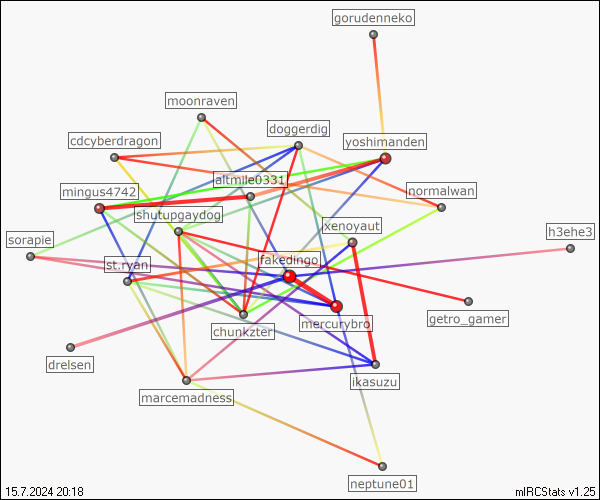 gorudenneko
moonraven
doggerdig
cdcyberdragon
yoshimanden
altmile0331
mingus4742
normalwan
shutupgaydog
xenoyaut
h3ehe3
sorapie
st.ryan
fakedingo
getro_gamer
mercurybro
chunkzter
drelsen
ikasuzu
marcemadness
neptune01
15.7.2024 20:18
mIRCStats v1.25